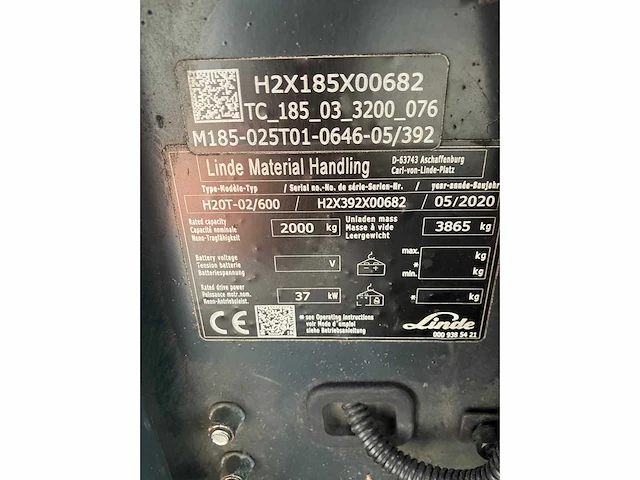 H2X185X00682
TC_185_03_3200_076
M185-025T01-0646-05/392
Linde Material Handling
D-63743 Aschaffenburg
Carl-von-Linde-Platz
Type-Modèle-Typ / Serial no.-No. de série-Serien-Nr. / year-année-Baujahr
H20T-02/600 / H2X392X00682 / 05/2020
Rated capacity
Capacité nominale
Nenn-Tragfähigkeit
2000 kg
Unladen mass
Masse à vide
Leergewicht
3865 kg
Battery voltage
Tension batterie
Batteriespannung
V
max. kg
* min. kg
Rated drive power
Puissance motr.nom.
Nenn-Antriebsleist.
37 kW
* kg
CE
* see Operating instructions
voir Mode d'emploi
siehe Betriebsanleitung
Linde
000 938 54 21